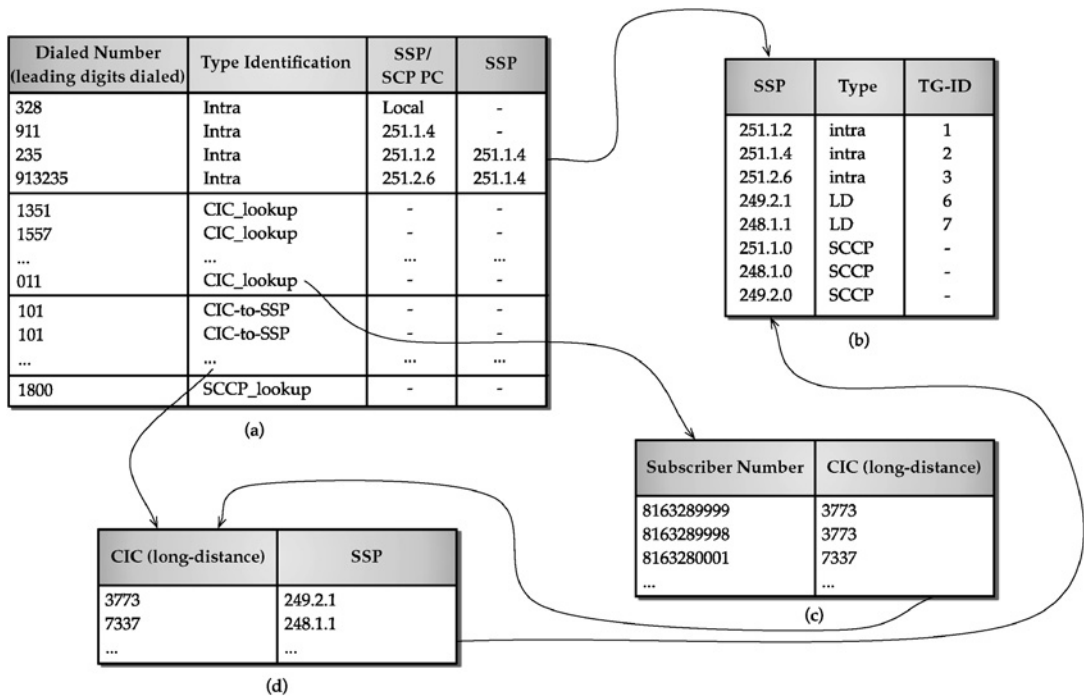 Dialed Number (leading digits dialed) Type Identification SSP/ SCP PC SSP
328 Intra Local -
911 Intra 251.1.4 -
235 Intra 251.1.2 251.1.4
913235 Intra 251.2.6 251.1.4
1351 CIC_lookup - -
1557 CIC_lookup - -
... ... ... ...
011 CIC_lookup - -
101 CIC-to-SSP - -
101 CIC-to-SSP - -
... ... ... ...
1800 SCCP_lookup - -
(a)
SSP Type TG-ID
251.1.2 intra 1
251.1.4 intra 2
251.2.6 intra 3
249.2.1 LD 6
248.1.1 LD 7
251.1.0 SCCP -
248.1.0 SCCP -
249.2.0 SCCP -
(b)
Subscriber Number CIC (long-distance)
8163289999 3773
8163289998 3773
8163280001 7337
... ...
(c)
CIC (long-distance) SSP
3773 249.2.1
7337 248.1.1
... ...
(d)